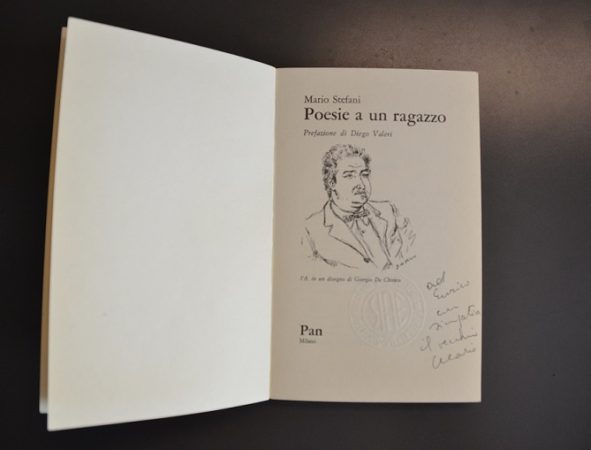 Mario Stefani
Poesie a un ragazzo
Prefazione di Diego Valeri
l'A. in un disegno di Giorgio De Chirico
Pan
Milano
ad
Enrico
con
simpatia
il vecchio
Mario